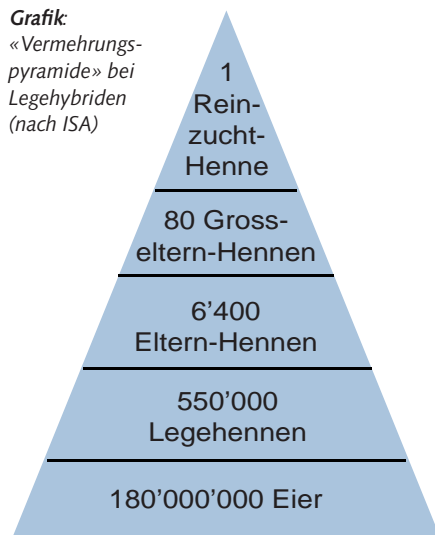 Grafik:
«Vermehrungs-
pyramide» bei
Legehybriden
(nach ISA)
1
Rein-
zucht-
Henne
80 Gross-
eltern-Hennen
6’400
Eltern-Hennen
550’000
Legehennen
180’000’000 Eier